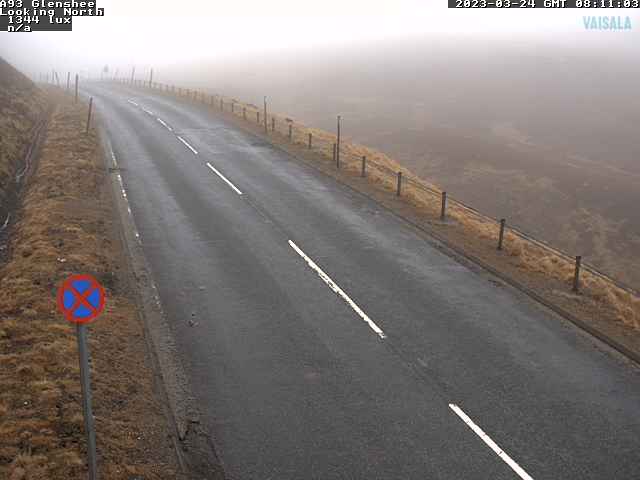 A93 Glenshee
Looking North
1344 lux
n/a
2023-03-24 GMT 08:11:03
VAISALA